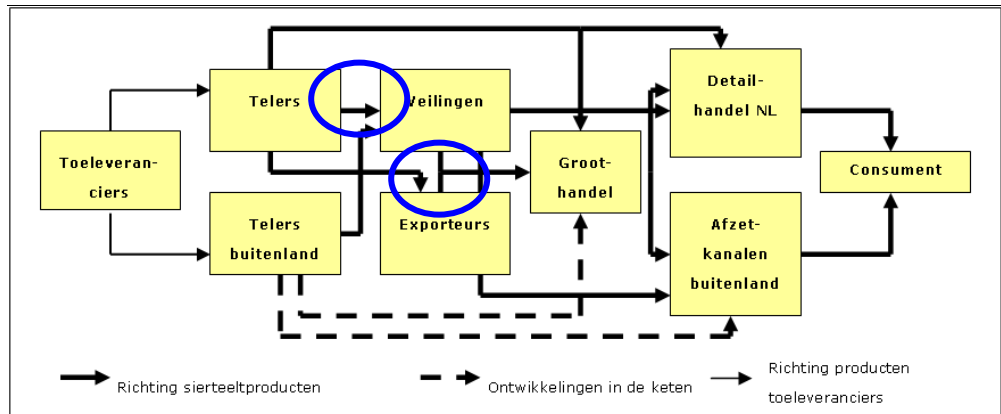 Telers
Veilingen
Detail-
handel NL
Toeleveran-
ciers
Groot-
handel
Consument
Telers
buitenland
Exporteurs
Afzet-
kanalen
buitenland
Richting sierteeltproducten
Ontwikkelingen in de keten
Richting producten
toeleveranciers